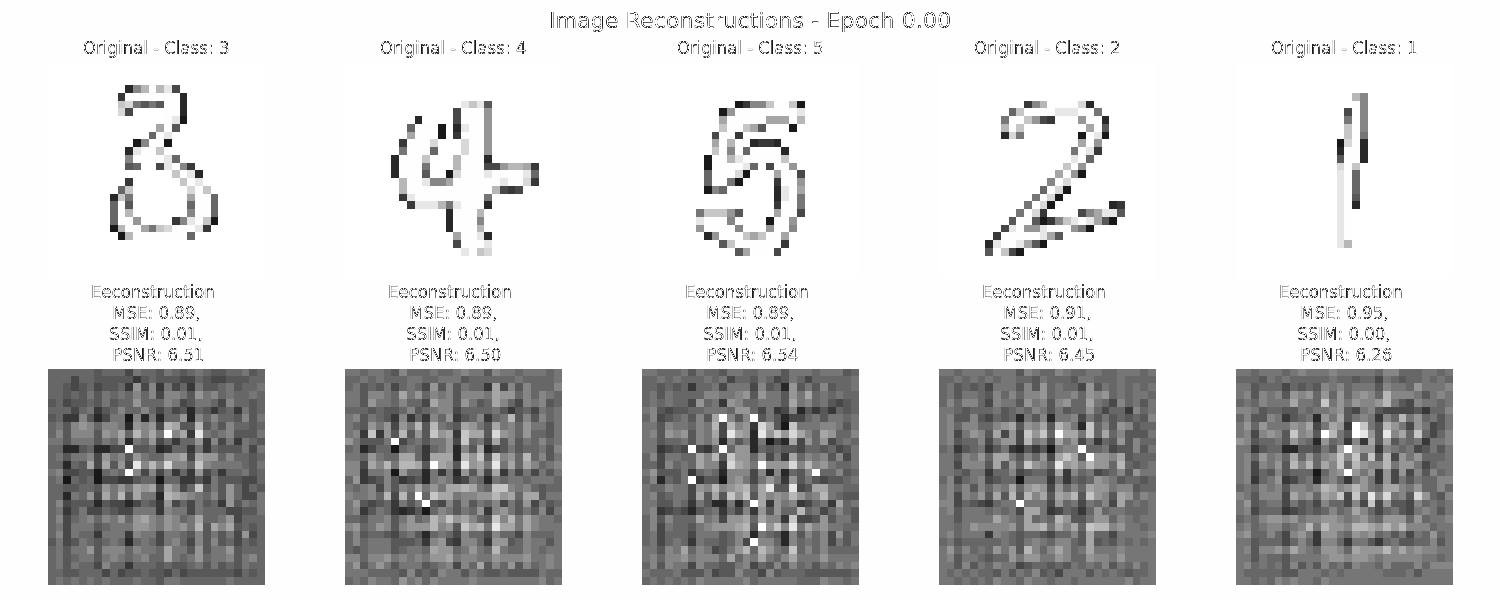 Image Reconstructions - Epoch 0.00
Original - Class: 3
Original - Class: 4
Original - Class: 5
Original - Class: 2
Original - Class: 1
Eeconstruction
MSE: 0.89,
SSIM: 0.01,
PSNR: 6.51
Eeconstruction
MSE: 0.89,
SSIM: 0.01,
PSNR: 6.50
Eeconstruction
MSE: 0.89,
SSIM: 0.01,
PSNR: 6.54
Eeconstruction
MSE: 0.91,
SSIM: 0.01,
PSNR: 6.45
Eeconstruction
MSE: 0.95,
SSIM: 0.00,
PSNR: 6.26